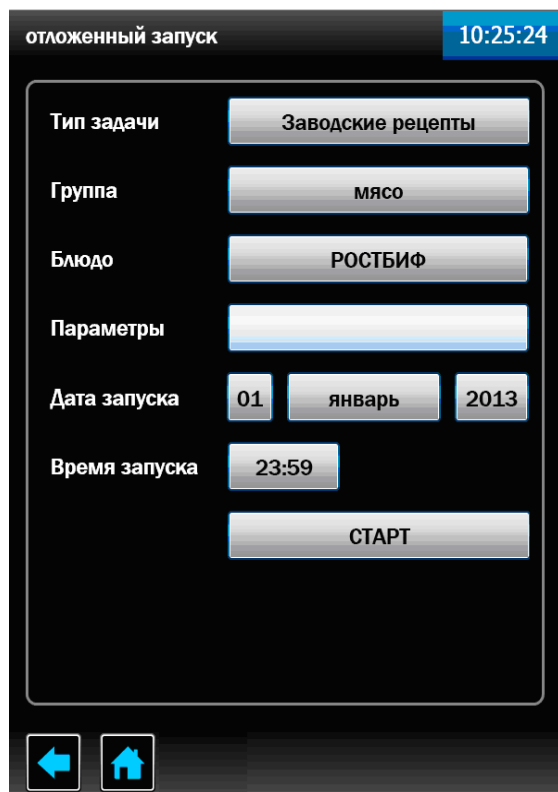 отложенный запуск 10:25:24
Тип задачи Заводские рецепты
Группа мясо
Блюдо РОСТБИФ
Параметры
Дата запуска 01 январь 2013
Время запуска 23:59
СТАРТ